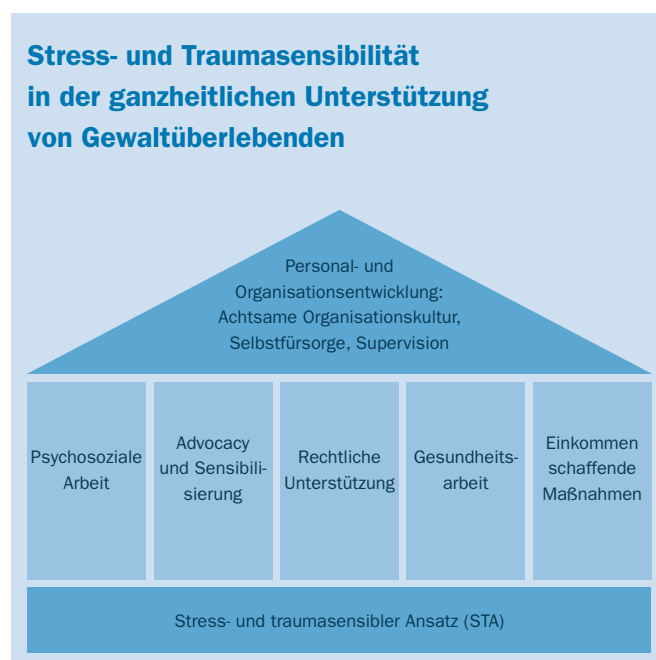 Stress- und Traumasensibilität
in der ganzheitlichen Unterstützung
von Gewaltüberlebenden
Personal- und
Organisationsentwicklung:
Achtsame Organisationskultur,
Selbstfürsorge, Supervision
Psychosoziale
Arbeit
Advocacy
und Sensibili-
sierung
Rechtliche
Unterstützung
Gesundheits-
arbeit
Einkommen
schaffende
Maßnahmen
Stress- und traumasensibler Ansatz (STA)